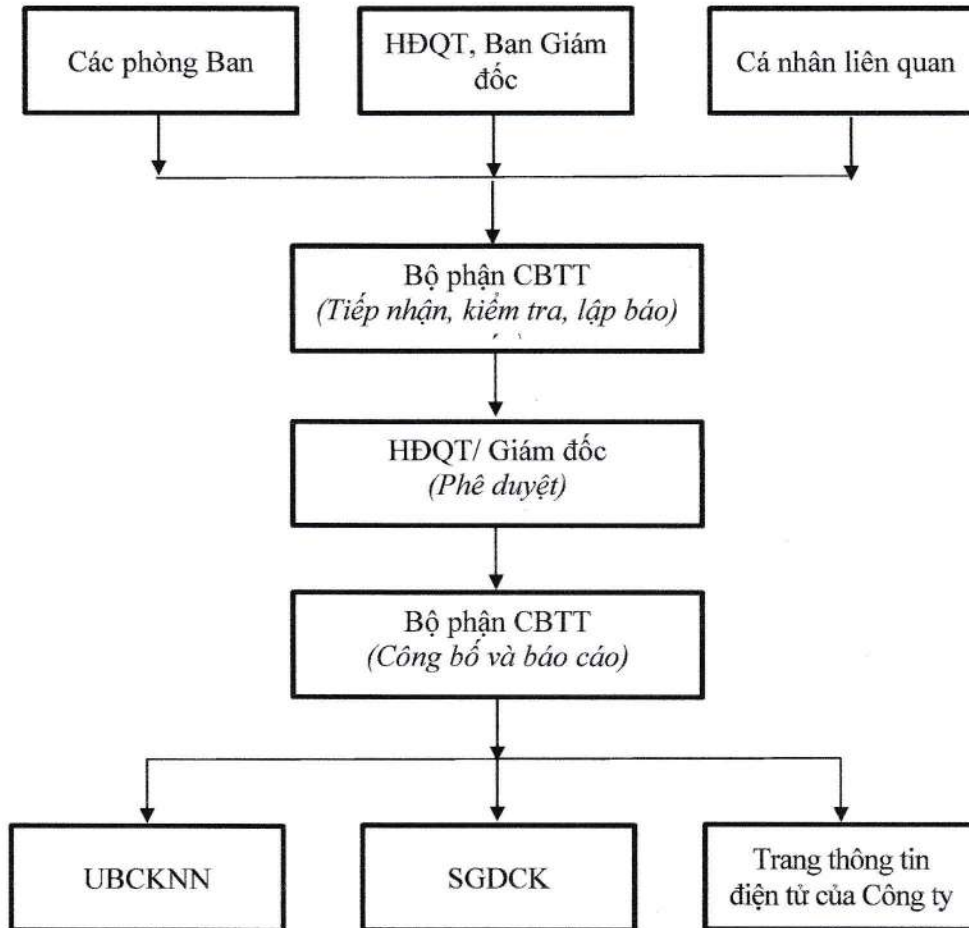 Các phòng Ban
HĐQT, Ban Giám
đốc
Cá nhân liên quan
Bộ phận CBTT
(Tiếp nhận, kiểm tra, lập báo)
HĐQT/ Giám đốc
(Phê duyệt)
Bộ phận CBTT
(Công bố và báo cáo)
UBCKNN
SGDCK
Trang thông tin
điện tử của Công ty